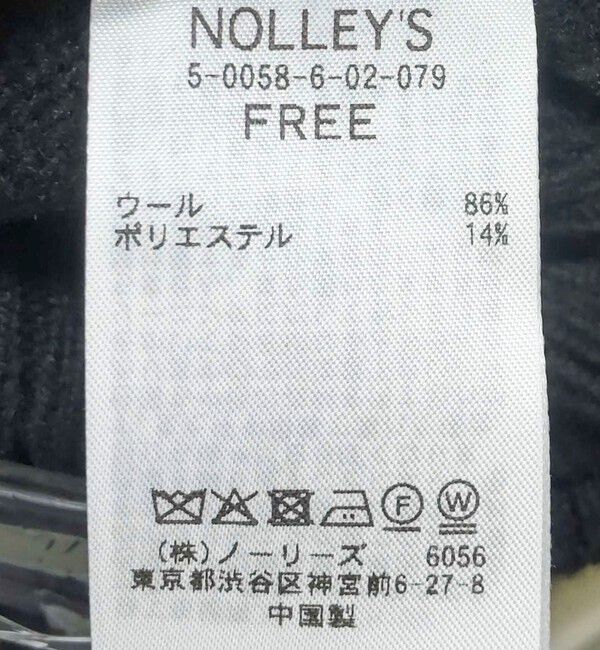 NOLLEY'S
5-0058-6-02-079
FREE
ウール 86%
ポリエステル 14%
F W
(株)ノーリーズ 6056
東京都渋谷区神宮前6-27-8
中国製